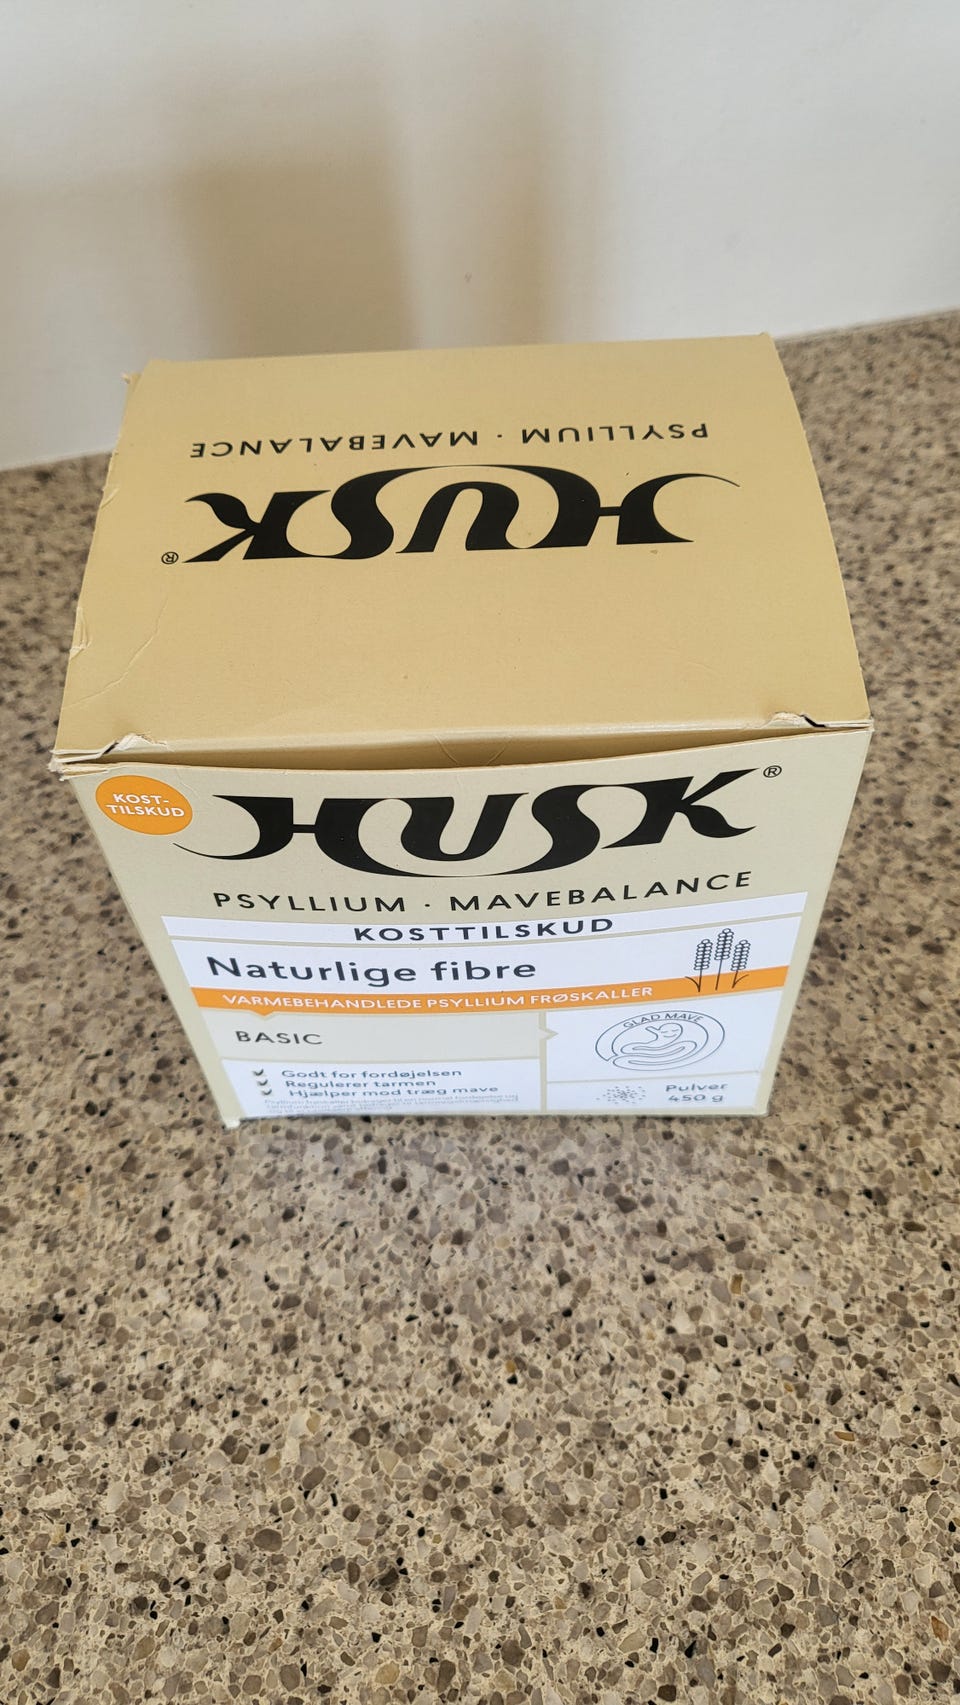 PSYLLIUM · MAVEBALANCE
HUSK®
KOST-
TILSKUD
HUSK®
PSYLLIUM · MAVEBALANCE
KOSTTILSKUD
Naturlige fibre
VARMEBEHANDLEDE PSYLLIUM FRØSKALLER
BASIC
GLAD MAVE
Godt for fordøjelsen
Regulerer tarmen
Hjælper mod træg mave
Pulver
450 g